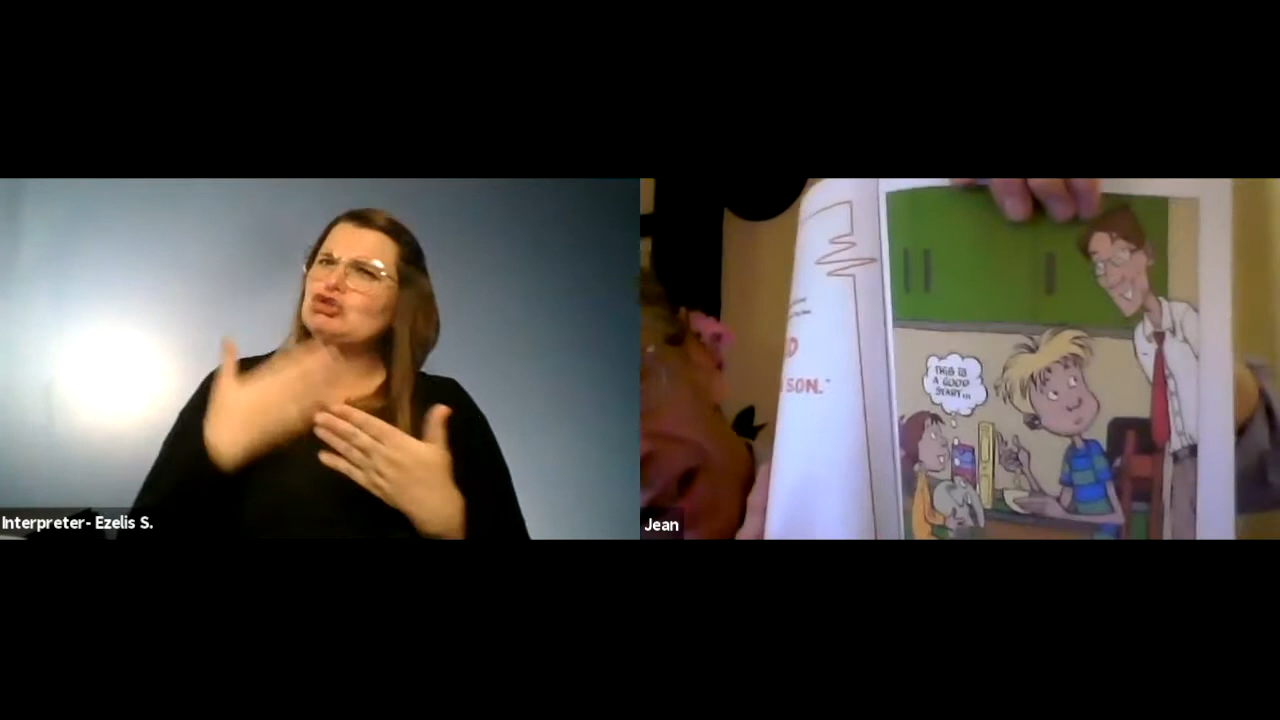 SON."
THIS IS
A GOOD
START...
Interpreter- Ezelis S.
Jean